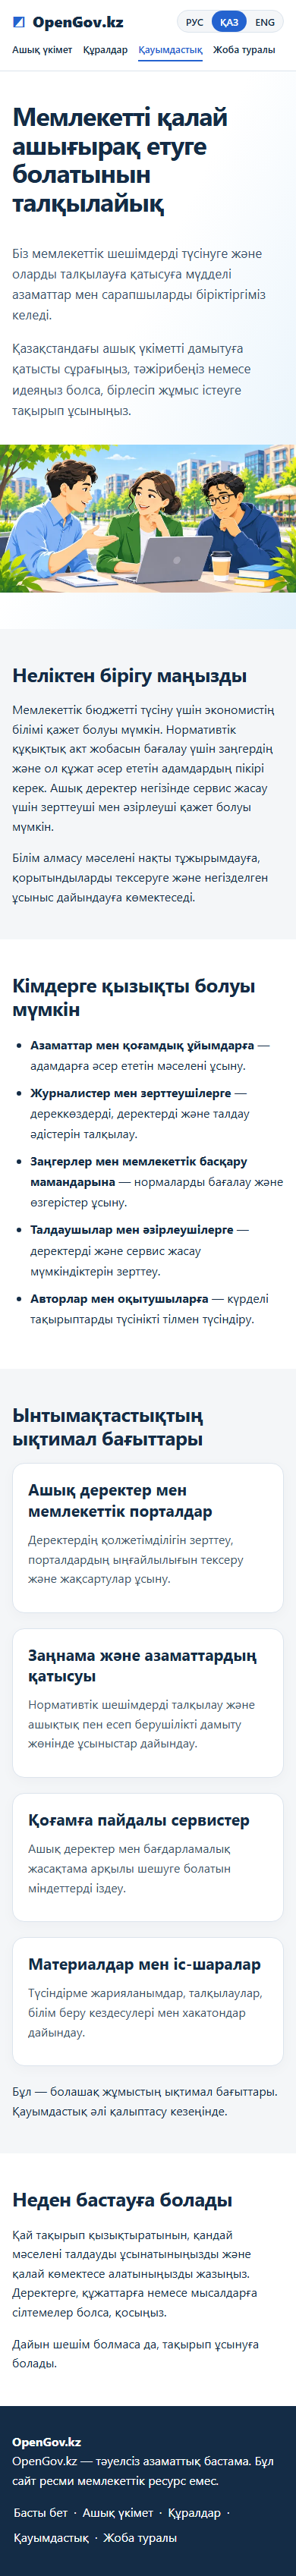 OpenGov.kz
РУС ҚАЗ ENG
Ашық үкімет Құралдар Қауымдастық Жоба туралы
Мемлекетті қалай
ашығырақ етуге
болатынын
талқылайық
Біз мемлекеттік шешімдерді түсінуге және
оларды талқылауға қатысуға мүдделі
азаматтар мен сарапшыларды біріктіргіміз
келеді.
Қазақстандағы ашық үкіметті дамытуға
қатысты сұрағыңыз, тәжірибеңіз немесе
идеяңыз болса, бірлесіп жұмыс істеуге
тақырып ұсыныңыз.
Неліктен бірігу маңызды
Мемлекеттік бюджетті түсіну үшін экономистің
білімі қажет болуы мүмкін. Нормативтік
құқықтық акт жобасын бағалау үшін заңгердің
және ол құжат әсер ететін адамдардың пікірі
керек. Ашық деректер негізінде сервис жасау
үшін зерттеуші мен әзірлеуші қажет болуы
мүмкін.
Білім алмасу мәселені нақты тұжырымдауға,
қорытындыларды тексеруге және негізделген
ұсыныс дайындауға көмектеседі.
Кімдерге қызықты болуы
мүмкін
• Азаматтар мен қоғамдық ұйымдарға —
адамдарға әсер ететін мәселені ұсыну.
• Журналистер мен зерттеушілерге —
дереккөздерді, деректерді және талдау
әдістерін талқылау.
• Заңгерлер мен мемлекеттік басқару
мамандарына — нормаларды бағалау және
өзгерістер ұсыну.
• Талдаушылар мен әзірлеушілерге —
деректерді және сервис жасау
мүмкіндіктерін зерттеу.
• Авторлар мен оқытушыларға — күрделі
тақырыптарды түсінікті тілмен түсіндіру.
Ынтымақтастықтың
ықтимал бағыттары
Ашық деректер мен
мемлекеттік порталдар
Деректердің қолжетімділігін зерттеу,
порталдардың ыңғайлылығын тексеру
және жақсартулар ұсыну.
Заңнама және азаматтардың
қатысуы
Нормативтік шешімдерді талқылау және
ашықтық пен есеп берушілікті дамыту
жөнінде ұсыныстар дайындау.
Қоғамға пайдалы сервистер
Ашық деректер мен бағдарламалық
жасақтама арқылы шешуге болатын
міндеттерді іздеу.
Материалдар мен іс-шаралар
Түсіндірме жарияланымдар, талқылаулар,
білім беру кездесулері мен хакатондар
дайындау.
Бұл — болашақ жұмыстың ықтимал бағыттары.
Қауымдастық әлі қалыптасу кезеңінде.
Неден бастауға болады
Қай тақырып қызықтыратынын, қандай
мәселені талдауды ұсынатыныңызды және
қалай көмектесе алатыныңызды жазыңыз.
Деректерге, құжаттарға немесе мысалдарға
сілтемелер болса, қосыңыз.
Дайын шешім болмаса да, тақырып ұсынуға
болады.
OpenGov.kz
OpenGov.kz — тәуелсіз азаматтық бастама. Бұл
сайт ресми мемлекеттік ресурс емес.
Басты бет · Ашық үкімет · Құралдар ·
Қауымдастық · Жоба туралы